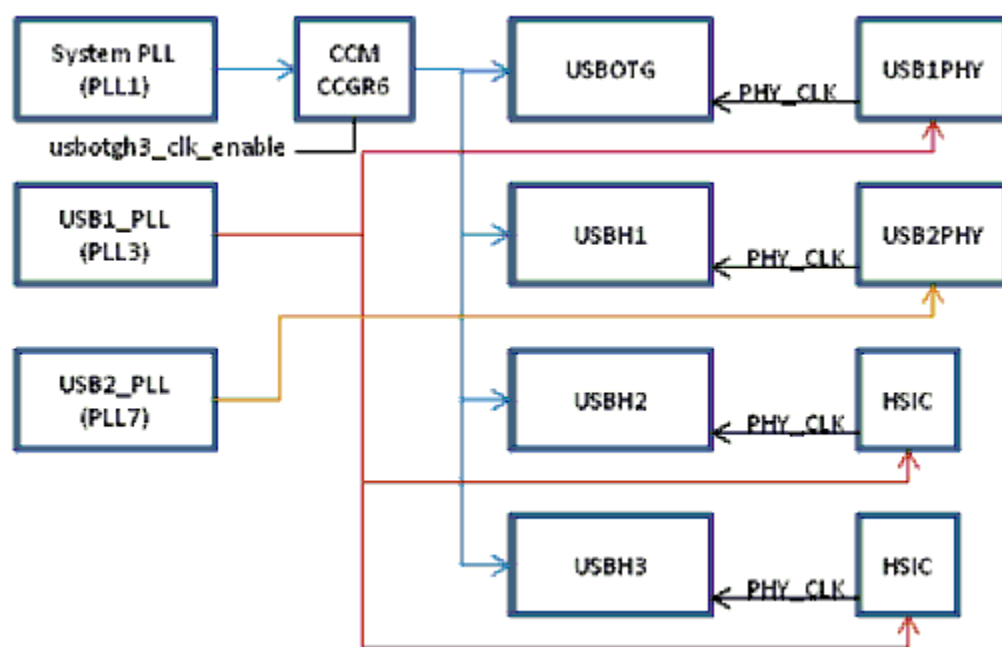 System PLL
(PLL1)
CCM
CCGR6
USBOTG
PHY_CLK
USB1PHY
usbotgh3_clk_enable
USB1_PLL
(PLL3)
USBH1
PHY_CLK
USB2PHY
USB2_PLL
(PLL7)
USBH2
PHY_CLK
HSIC
USBH3
PHY_CLK
HSIC